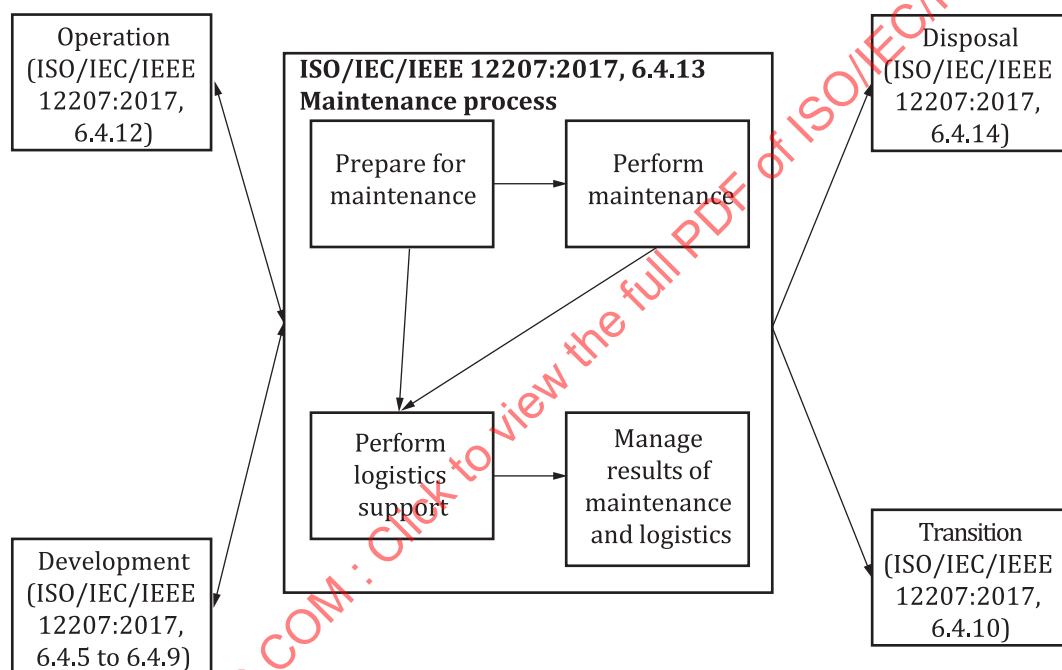 Operation
(ISO/IEC/IEEE
12207:2017,
6.4.12)
ISO/IEC/IEEE 12207:2017, 6.4.13
Maintenance process
Disposal
(ISO/IEC/IEEE
12207:2017,
6.4.14)
Prepare for
maintenance
Perform
maintenance
Perform
logistics
support
Manage
results of
maintenance
and logistics
Development
(ISO/IEC/IEEE
12207:2017,
6.4.5 to 6.4.9)
Transition
(ISO/IEC/IEEE
12207:2017,
6.4.10)
COM : Click to view the full PDF of ISO/IEC/